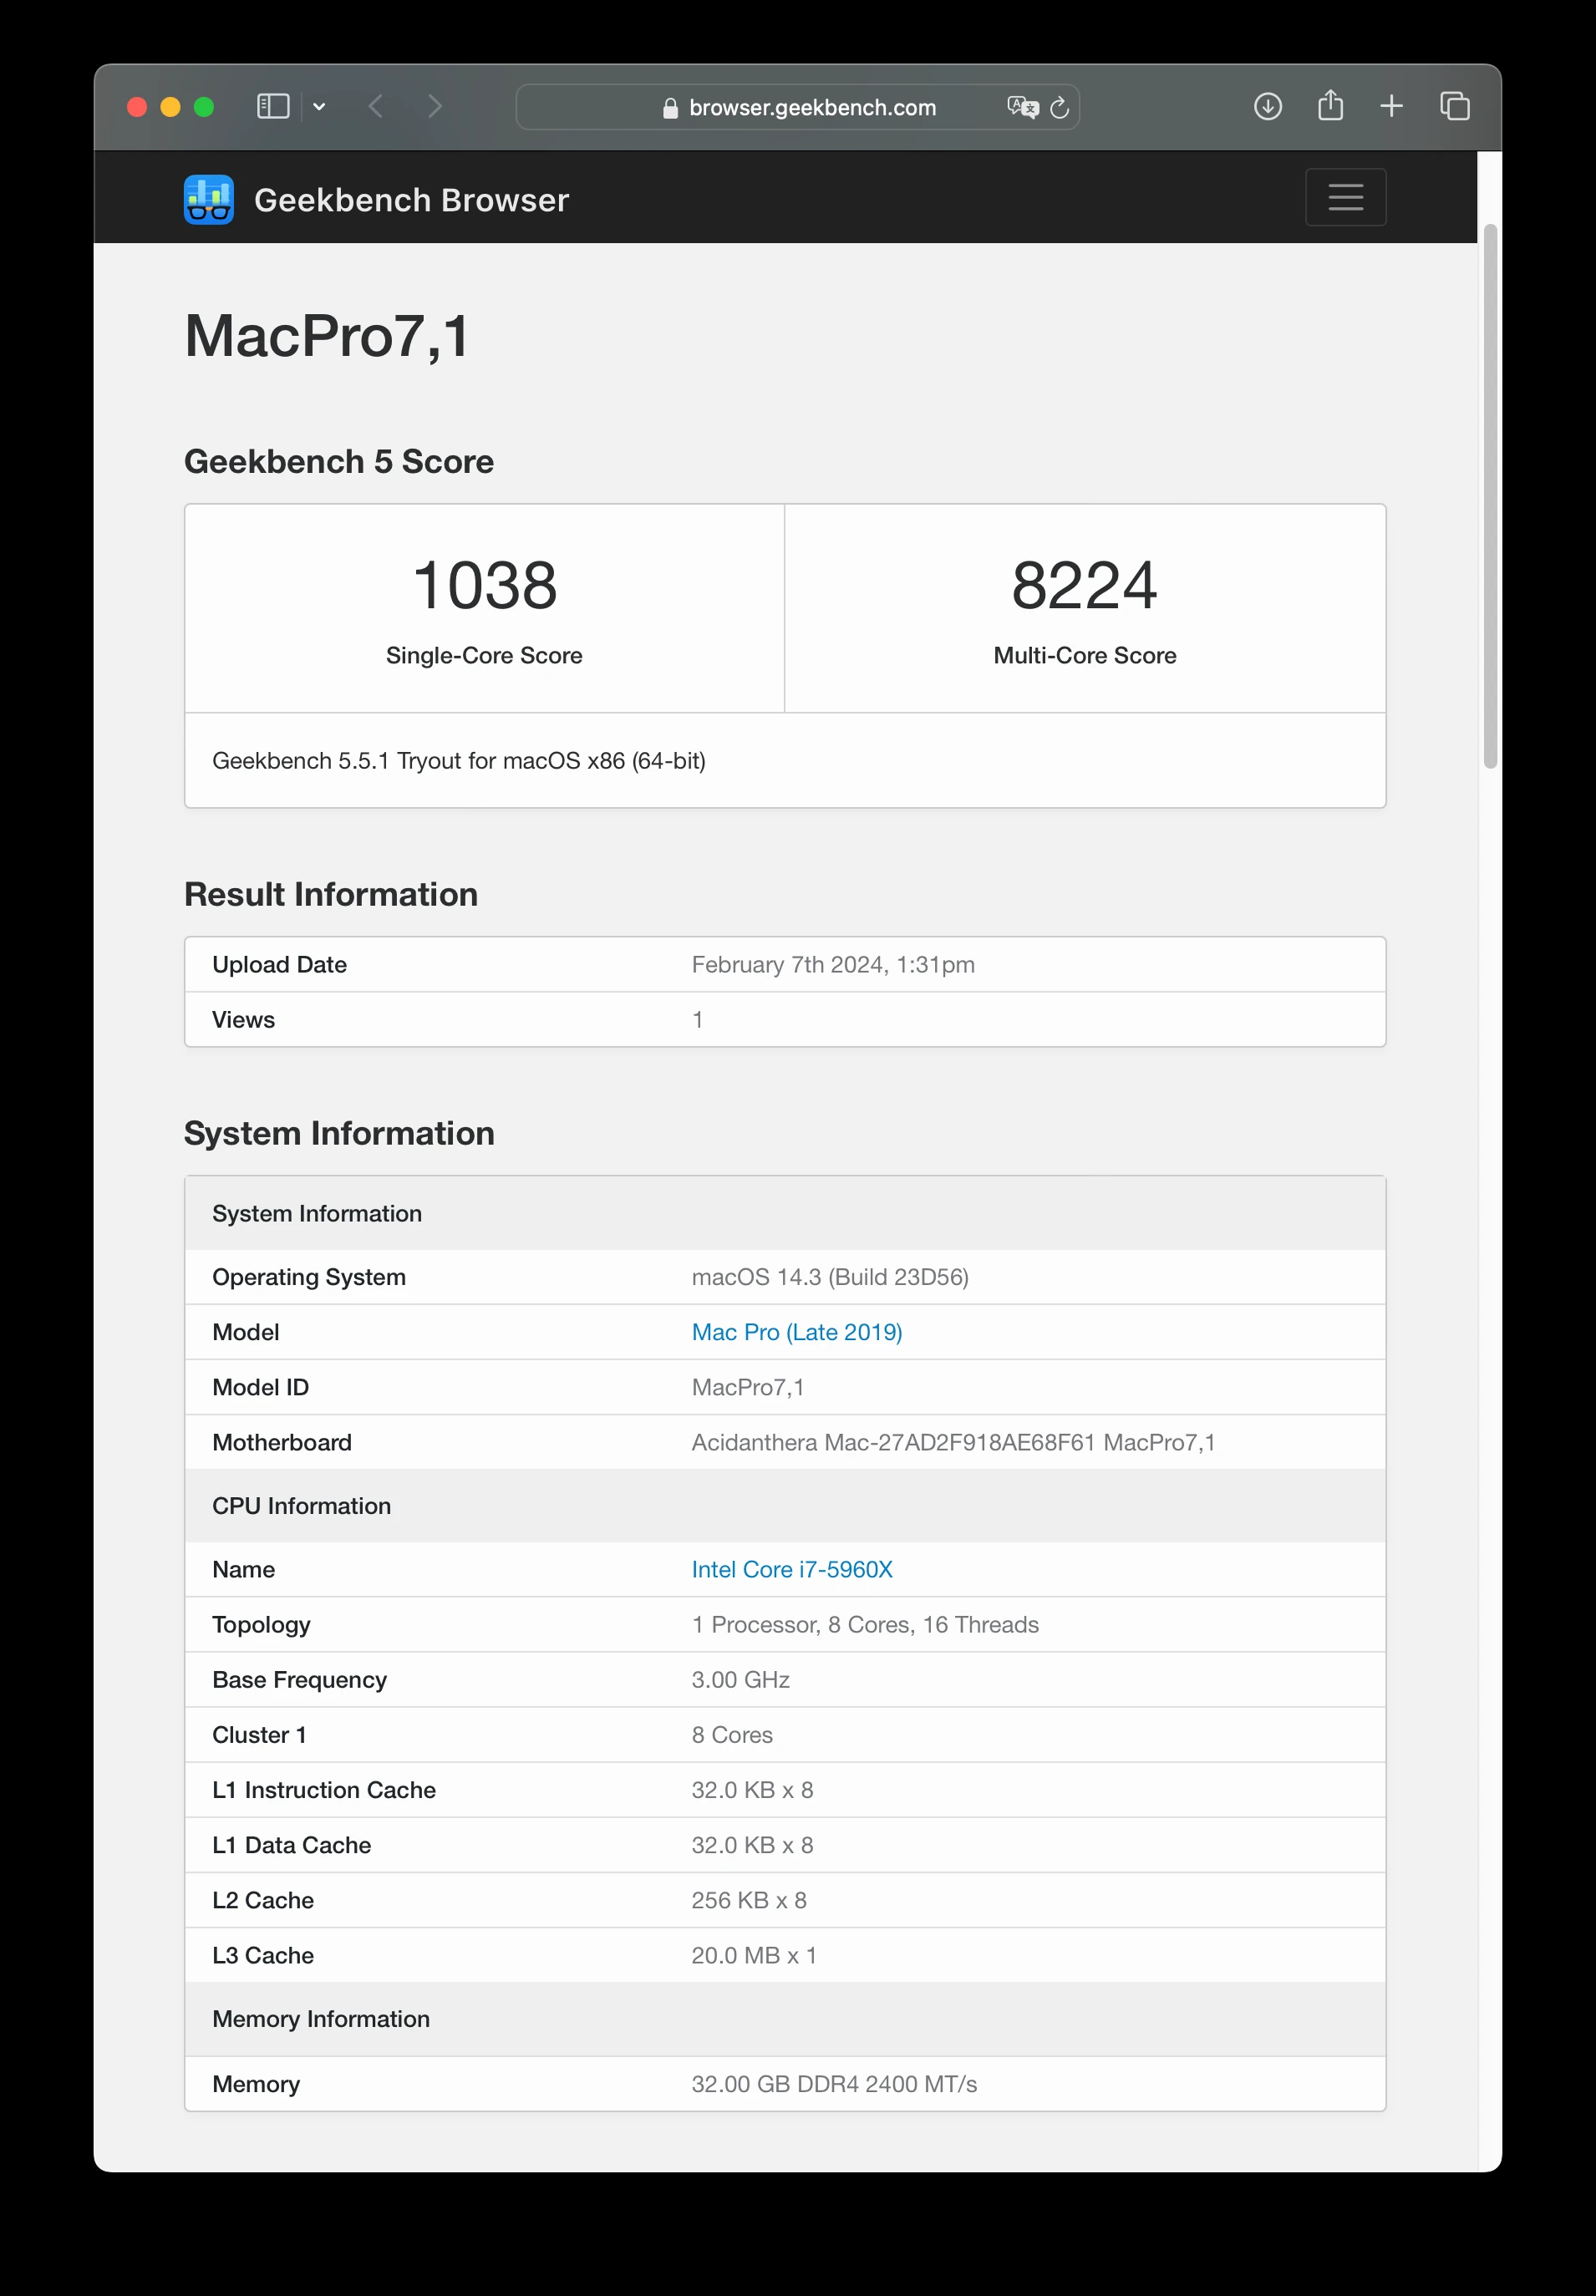 browser.geekbench.com
Geekbench Browser
MacPro7,1
Geekbench 5 Score
1038 8224
Single-Core Score Multi-Core Score
Geekbench 5.5.1 Tryout for macOS x86 (64-bit)
Result Information
Upload Date February 7th 2024, 1:31pm
Views 1
System Information
System Information
Operating System macOS 14.3 (Build 23D56)
Model Mac Pro (Late 2019)
Model ID MacPro7,1
Motherboard Acidanthera Mac-27AD2F918AE68F61 MacPro7,1
CPU Information
Name Intel Core i7-5960X
Topology 1 Processor, 8 Cores, 16 Threads
Base Frequency 3.00 GHz
Cluster 1 8 Cores
L1 Instruction Cache 32.0 KB x 8
L1 Data Cache 32.0 KB x 8
L2 Cache 256 KB x 8
L3 Cache 20.0 MB x 1
Memory Information
Memory 32.00 GB DDR4 2400 MT/s